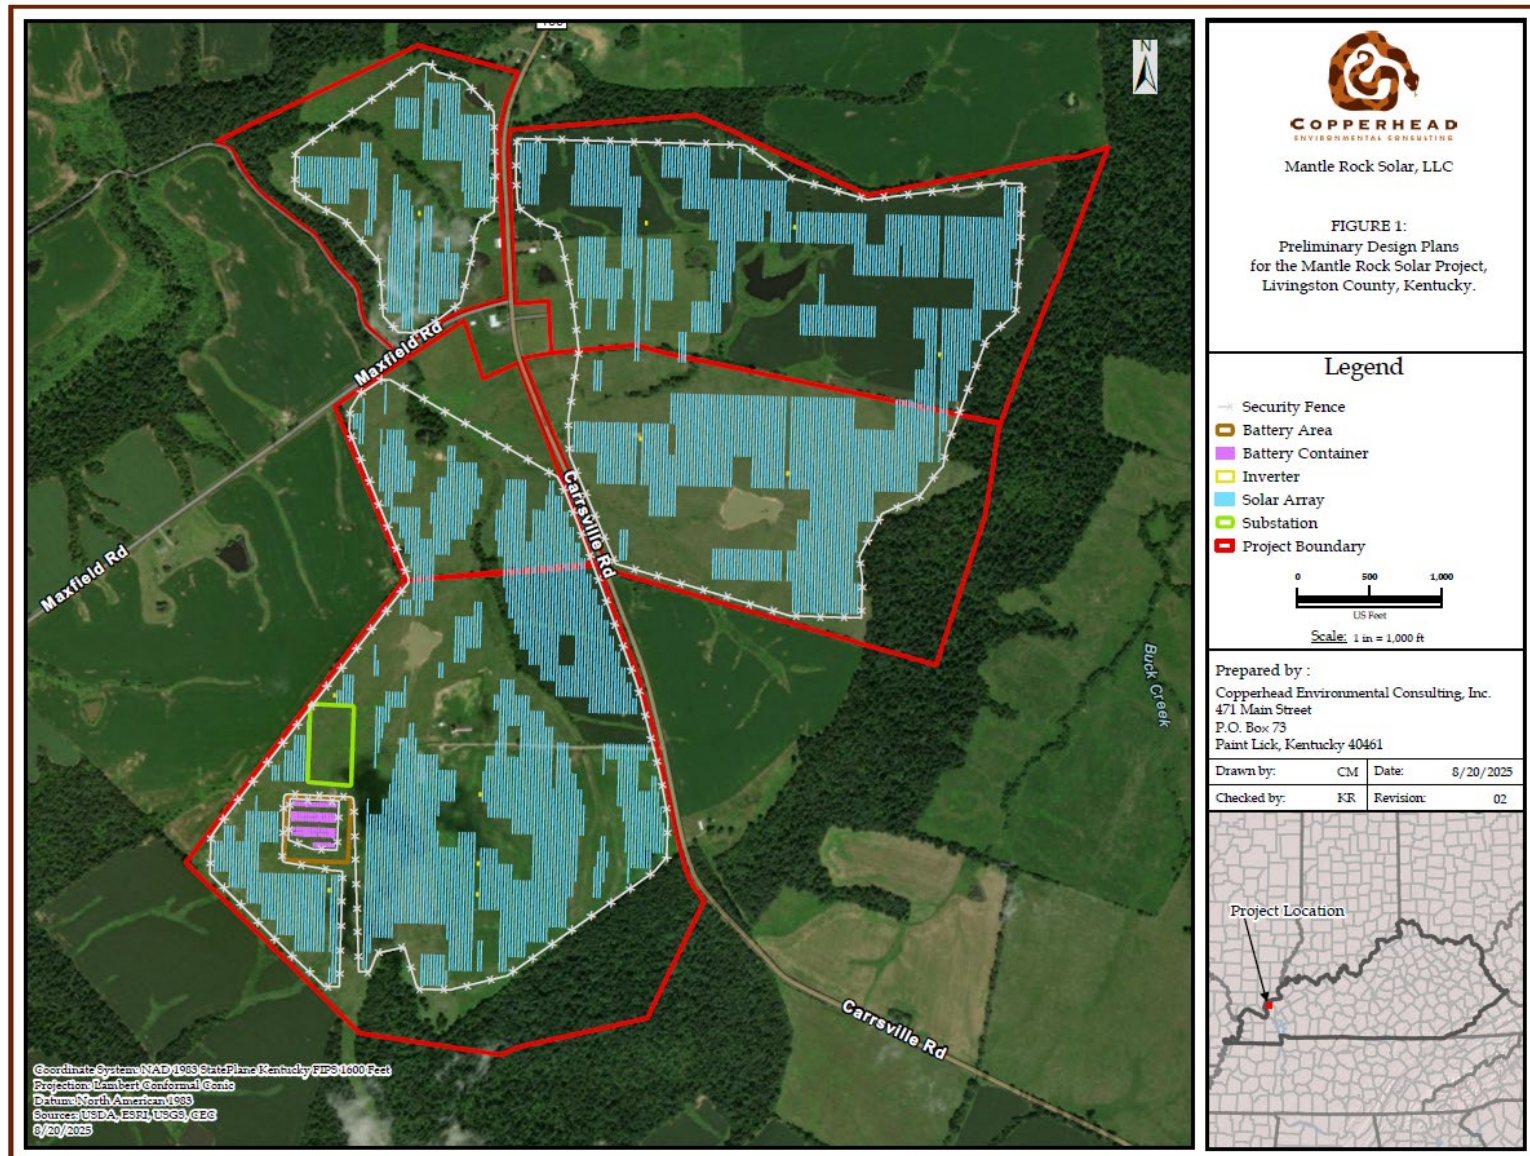 N
COPPERHEAD
ENVIRONMENTAL CONSULTING
Mantle Rock Solar, LLC
FIGURE 1:
Preliminary Design Plans
for the Mantle Rock Solar Project,
Livingston County, Kentucky.
Legend
Security Fence
Battery Area
Battery Container
Inverter
Solar Array
Substation
Project Boundary
0 500 1,000
US Feet
Scale: 1 in = 1,000 ft
Prepared by :
Copperhead Environmental Consulting, Inc.
471 Main Street
P.O. Box 73
Paint Lick, Kentucky 40461
Drawn by: CM Date: 8/20/2025
Checked by: KR Revision: 02
Project Location
Maxfield Rd
Maxfield Rd
Carrsville Rd
Carrsville Rd
Buck Creek
Coordinate System: NAD 1983 StatePlane Kentucky FIPS 1600 Feet
Projection: Lambert Conformal Conic
Datum: North American 1983
Sources: USDA, ESRI, USGS, CEC
8/20/2025